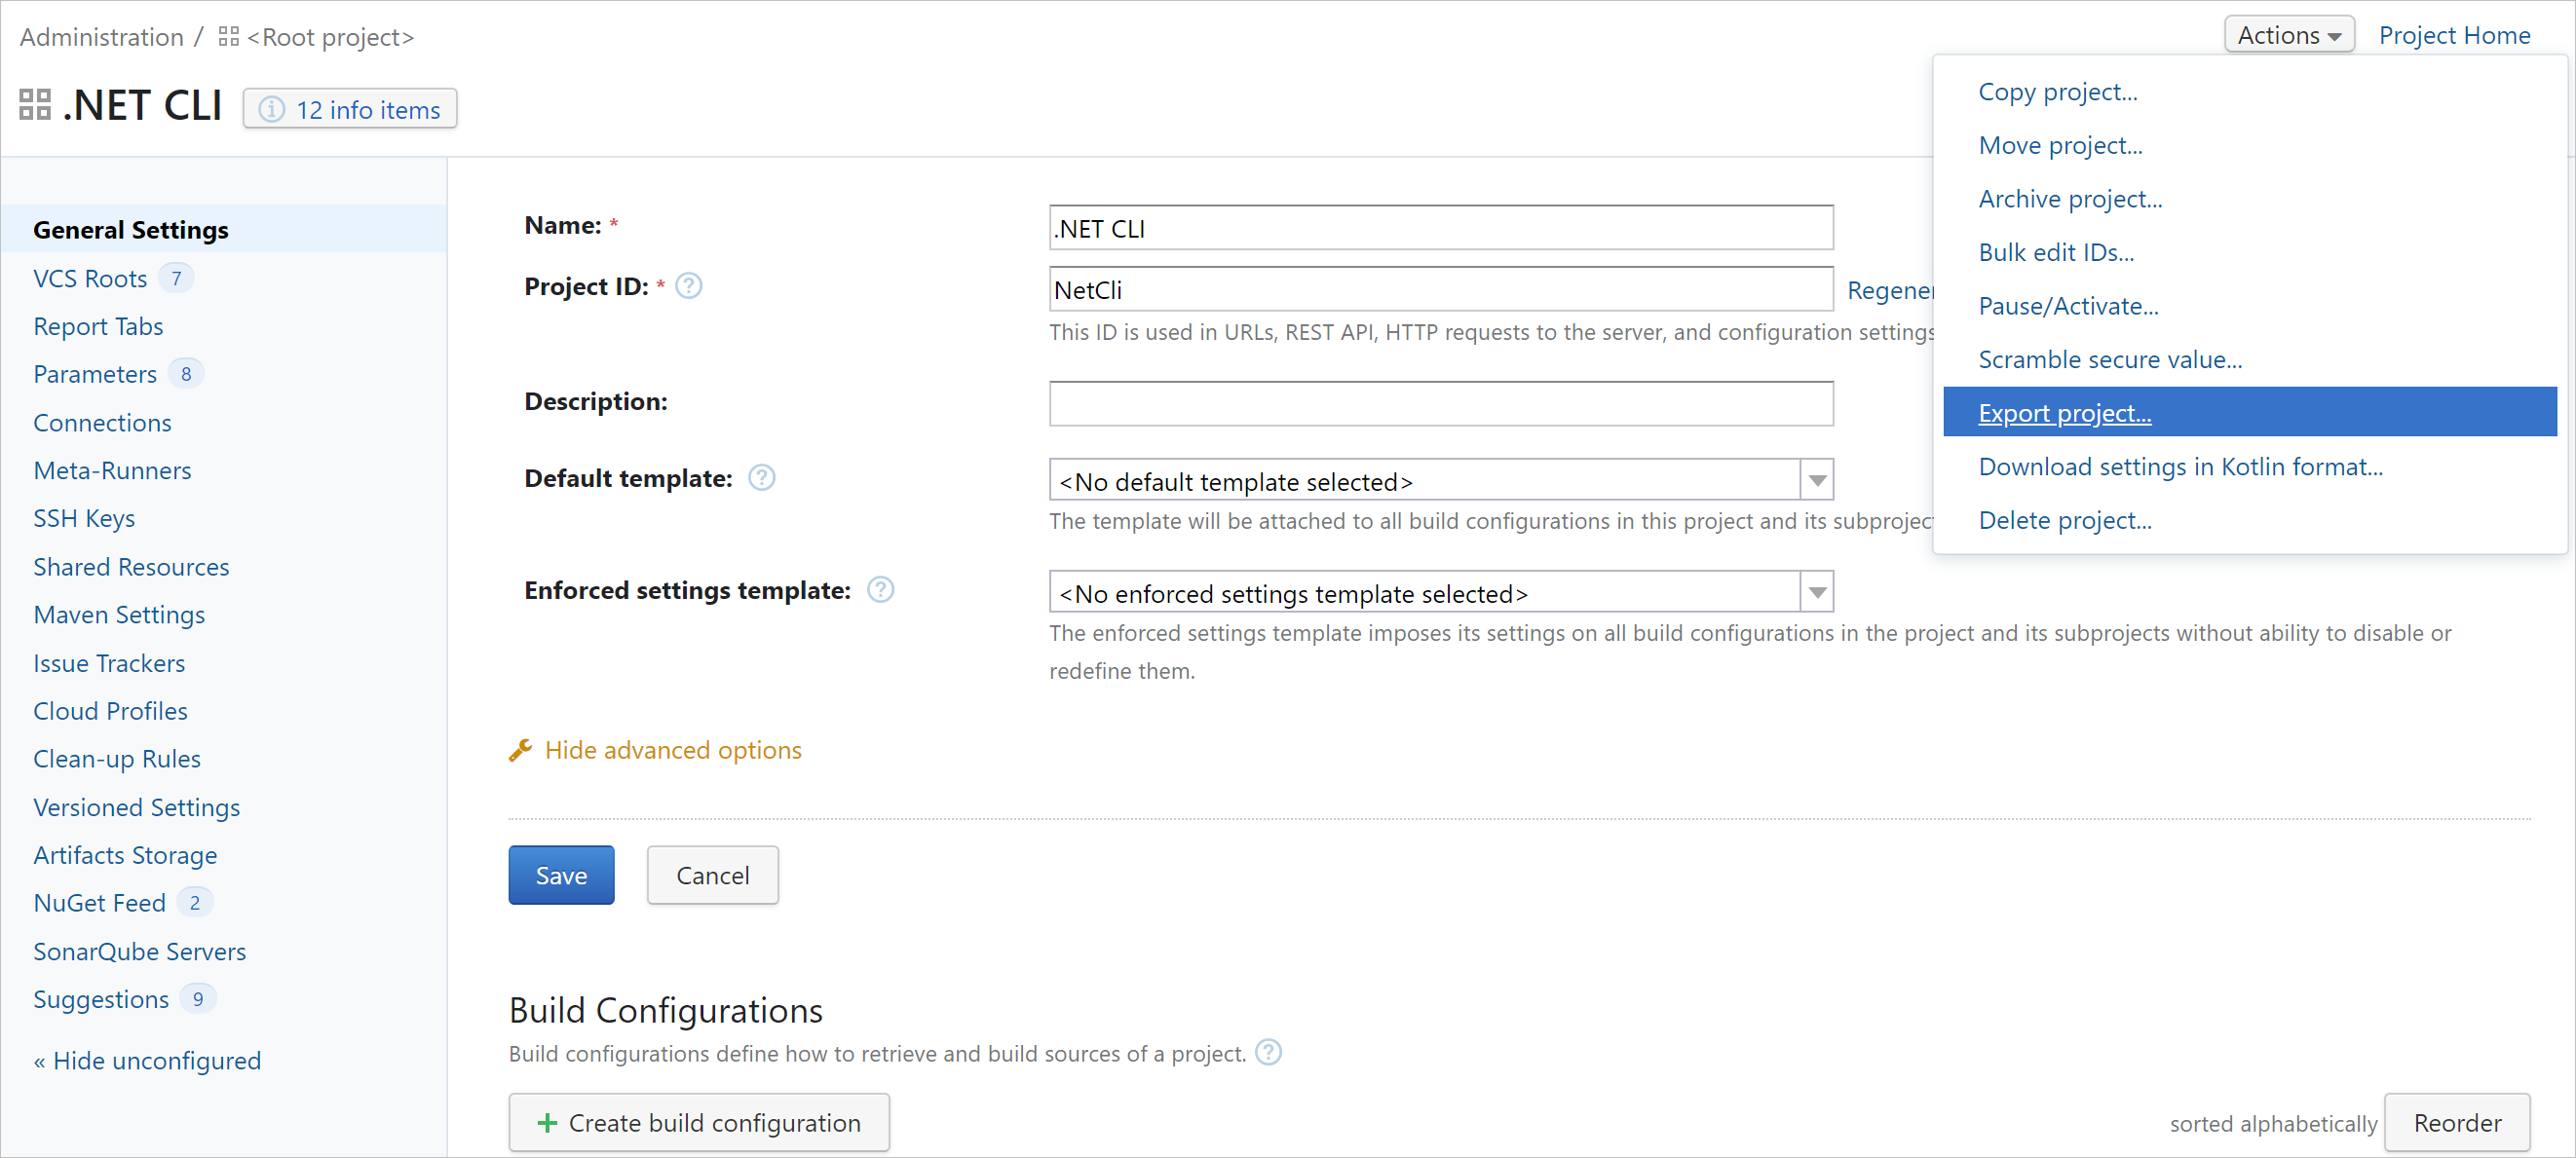 Administration / <Root project>
Actions
Project Home
.NET CLI
12 info items
Copy project...
Move project...
Archive project...
Bulk edit IDs...
Pause/Activate...
Scramble secure value...
Export project...
Download settings in Kotlin format...
Delete project...
General Settings
VCS Roots 7
Report Tabs
Parameters 8
Connections
Meta-Runners
SSH Keys
Shared Resources
Maven Settings
Issue Trackers
Cloud Profiles
Clean-up Rules
Versioned Settings
Artifacts Storage
NuGet Feed 2
SonarQube Servers
Suggestions 9
« Hide unconfigured
Name: *
.NET CLI
Project ID: * ?
NetCli
Regener
This ID is used in URLs, REST API, HTTP requests to the server, and configuration settings
Description:
Default template: ?
<No default template selected>
The template will be attached to all build configurations in this project and its subprojec
Enforced settings template: ?
<No enforced settings template selected>
The enforced settings template imposes its settings on all build configurations in the project and its subprojects without ability to disable or
redefine them.
Hide advanced options
Save
Cancel
Build Configurations
Build configurations define how to retrieve and build sources of a project. ?
+ Create build configuration
sorted alphabetically
Reorder